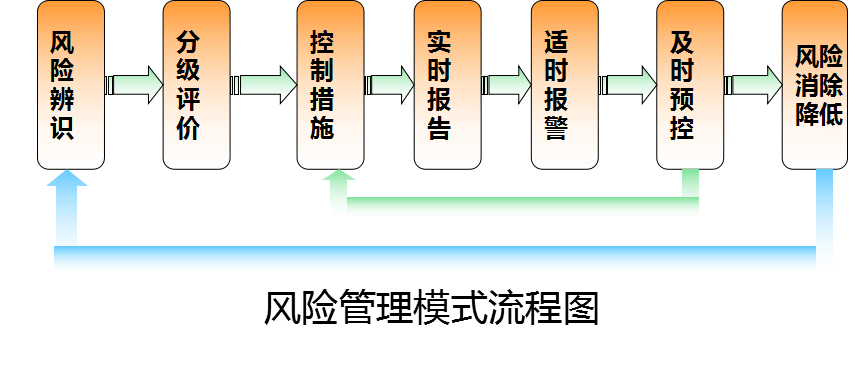 风险辨识
分级评价
控制措施
实时报告
适时报警
及时预控
风险
消除
降低
风险管理模式流程图